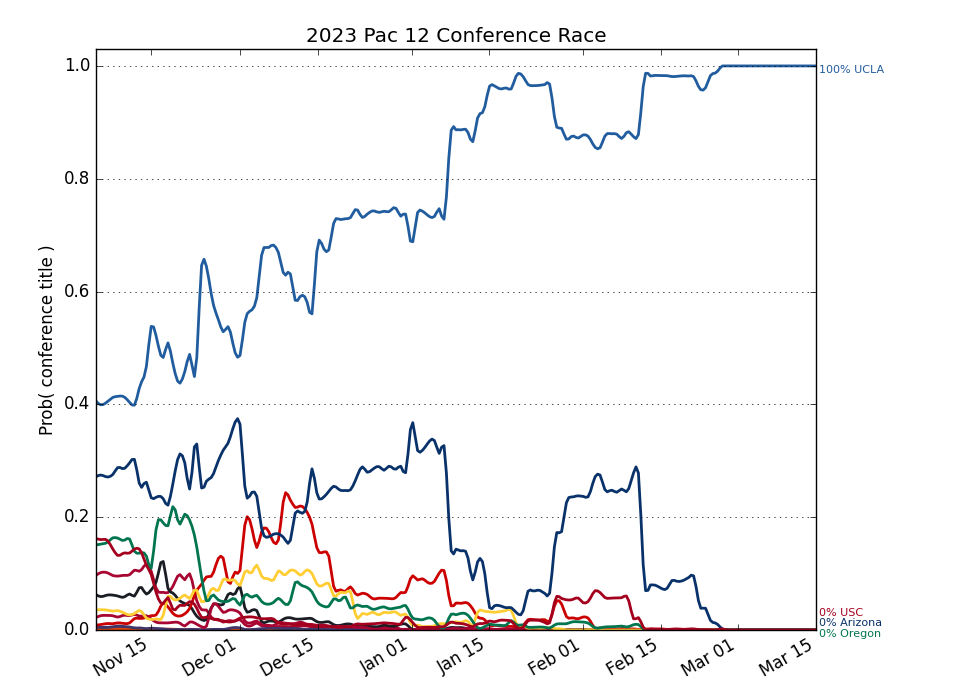 2023 Pac 12 Conference Race
Prob( conference title )
1.0
0.8
0.6
0.4
0.2
0.0
100% UCLA
0% USC
0% Arizona
0% Oregon
Nov 15
Dec 01
Dec 15
Jan 01
Jan 15
Feb 01
Feb 15
Mar 01
Mar 15